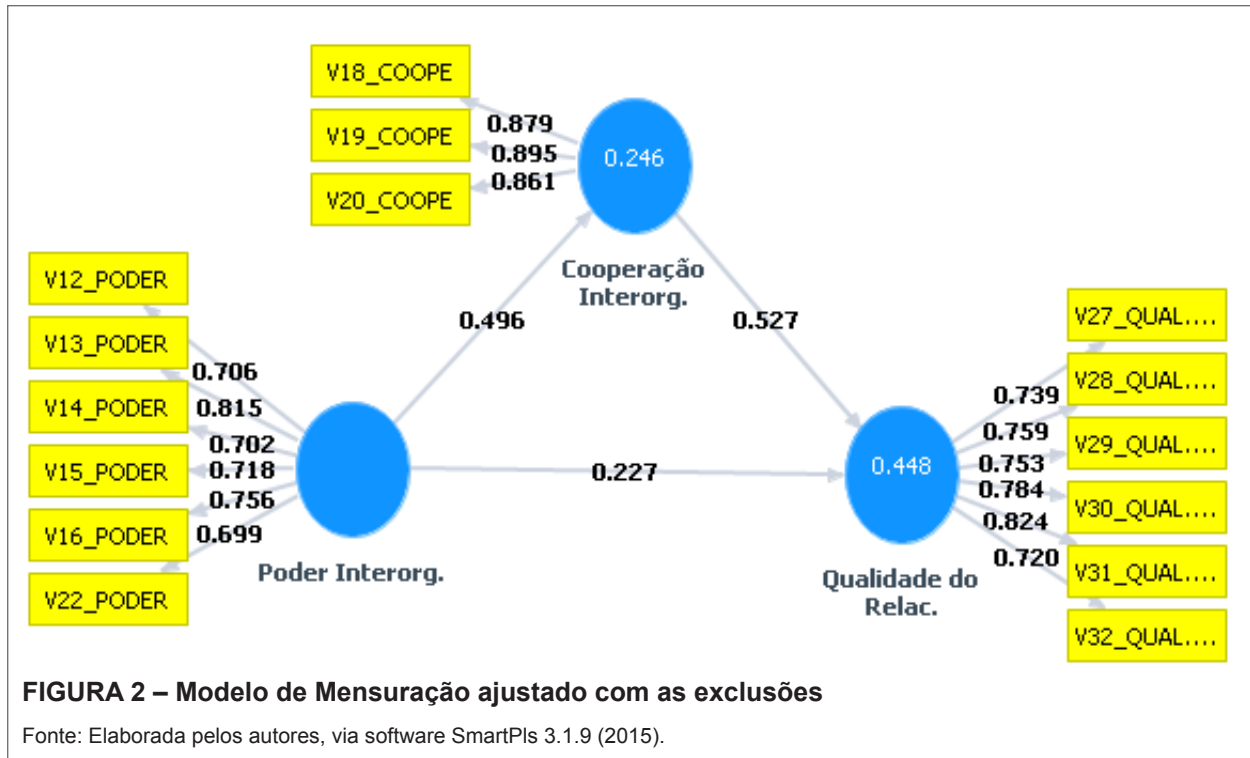 V18_COOPE
V19_COOPE
V20_COOPE
0.879
0.895
0.861
0.246
Cooperação
Interorg.
V12_PODER
V13_PODER
V14_PODER
V15_PODER
V16_PODER
V22_PODER
0.706
0.815
0.702
0.718
0.756
0.699
Poder Interorg.
0.496
0.527
0.227
0.448
Qualidade do
Relac.
0.739
0.759
0.753
0.784
0.824
0.720
V27_QUAL....
V28_QUAL....
V29_QUAL....
V30_QUAL....
V31_QUAL....
V32_QUAL....
FIGURA 2 – Modelo de Mensuração ajustado com as exclusões
Fonte: Elaborada pelos autores, via software SmartPls 3.1.9 (2015).